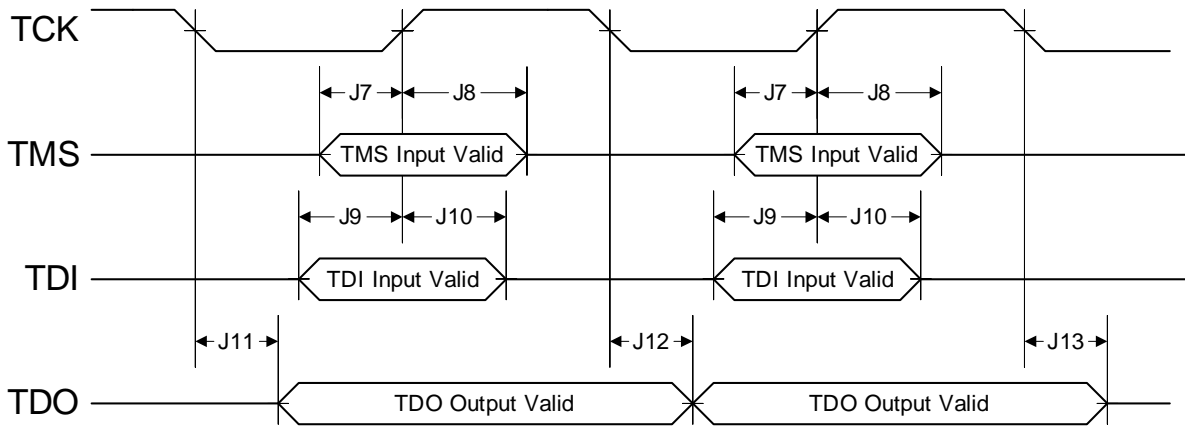 TCK
J7 J8 J7 J8
TMS TMS Input Valid TMS Input Valid
J9 J10 J9 J10
TDI TDI Input Valid TDI Input Valid
J11 J12 J13
TDO TDO Output Valid TDO Output Valid